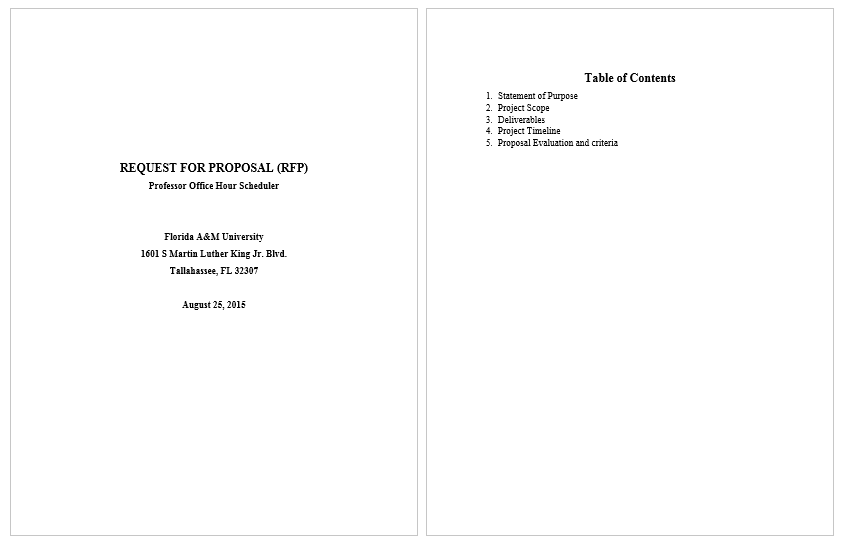 REQUEST FOR PROPOSAL (RFP)
Professor Office Hour Scheduler
Florida A&M University
1601 S Martin Luther King Jr. Blvd.
Tallahassee, FL 32307
August 25, 2015
Table of Contents
1. Statement of Purpose
2. Project Scope
3. Deliverables
4. Project Timeline
5. Proposal Evaluation and criteria